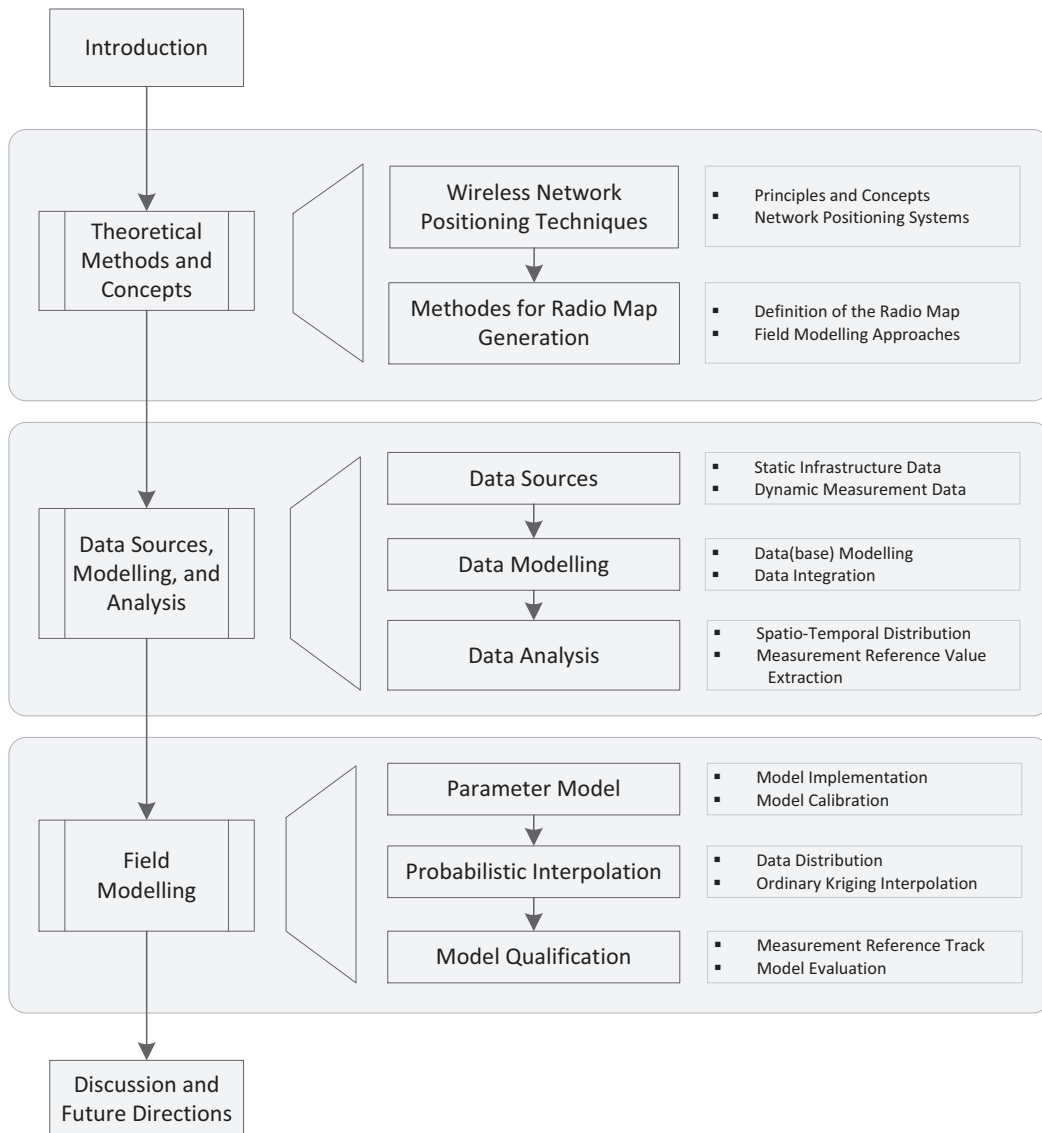 Introduction
Theoretical
Methods and
Concepts
Wireless Network
Positioning Techniques
▪ Principles and Concepts
▪ Network Positioning Systems
Methodes for Radio Map
Generation
▪ Definition of the Radio Map
▪ Field Modelling Approaches
Data Sources,
Modelling, and
Analysis
Data Sources
▪ Static Infrastructure Data
▪ Dynamic Measurement Data
Data Modelling
▪ Data(base) Modelling
▪ Data Integration
Data Analysis
▪ Spatio-Temporal Distribution
▪ Measurement Reference Value
Extraction
Field
Modelling
Parameter Model
▪ Model Implementation
▪ Model Calibration
Probabilistic Interpolation
▪ Data Distribution
▪ Ordinary Kriging Interpolation
Model Qualification
▪ Measurement Reference Track
▪ Model Evaluation
Discussion and
Future Directions